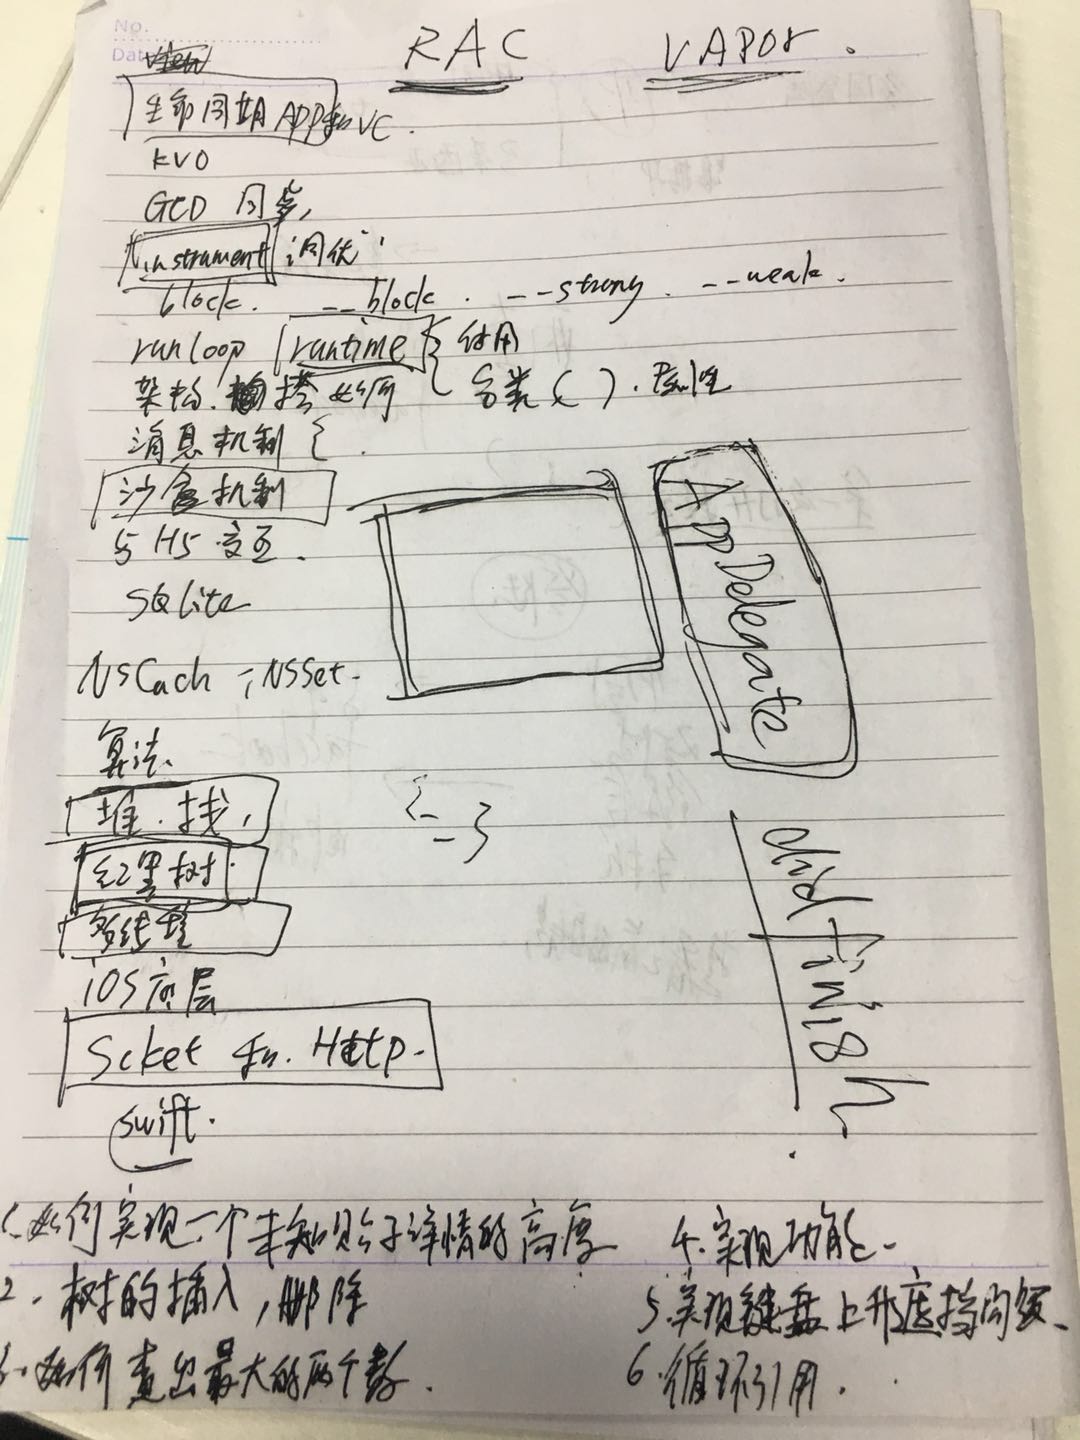 No.
RAC VAPOr.
Date
view
生命周期APP和VC.
KVO
GCD 同步,
instrument 调优
block. __block. __strong. __weak.
runloop runtime { 作用
架构. 搭 如何 分类( ). 属性
消息机制 {.
沙盒机制
与H5交互.
SQLite
AppDelegate
NSCach, NSSet.
算法.
堆.栈,
红黑树.
多线程
iOS底层
did finish
Scket 和. Http.
swift.
1.如何实现一个未知贴子详情的高度
2.树的插入,删除
3.如何查出最大的两个数.
4.实现功能.
5.实现键盘上升遮挡问题.
6.循环引用.